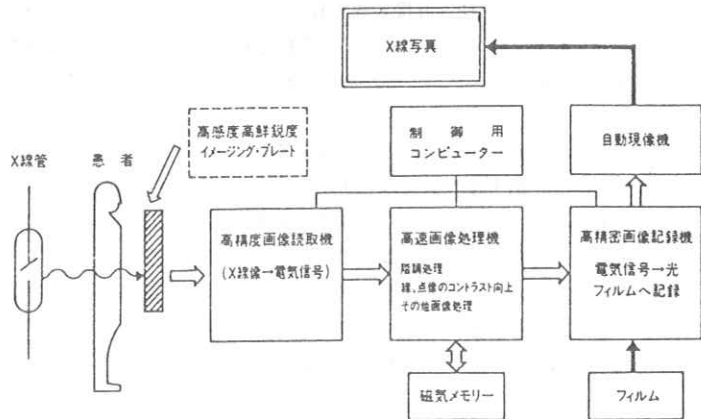 X線写真
高感度高鮮鋭度
イメージング・プレート
制御用
コンピューター
自動現像機
X線管
患者
高精度画像読取機
(X線像→電気信号)
高速画像処理機
階調処理
線、点像のコントラスト向上
その他画像処理
高精密画像記録機
電気信号→光
フィルムへ記録
磁気メモリー
フィルム